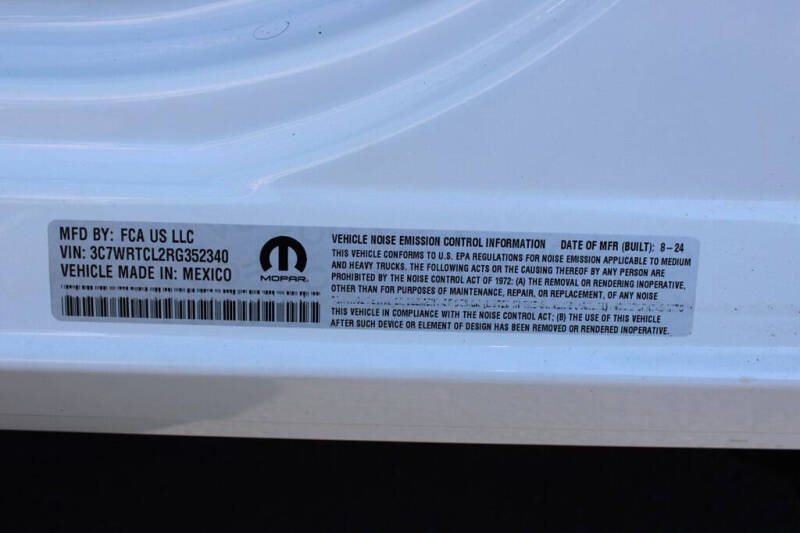 MFD BY: FCA US LLC
VIN: 3C7WRTCL2RG352340
VEHICLE MADE IN: MEXICO
MOPAR
VEHICLE NOISE EMISSION CONTROL INFORMATION DATE OF MFR (BUILT): 8-24
THIS VEHICLE CONFORMS TO U.S. EPA REGULATIONS FOR NOISE EMISSION APPLICABLE TO MEDIUM
AND HEAVY TRUCKS. THE FOLLOWING ACTS OR THE CAUSING THEREOF BY ANY PERSON ARE
PROHIBITED BY THE NOISE CONTROL ACT OF 1972: (A) THE REMOVAL OR RENDERING INOPERATIVE,
OTHER THAN FOR PURPOSES OF MAINTENANCE, REPAIR, OR REPLACEMENT, OF ANY NOISE
THIS VEHICLE IN COMPLIANCE WITH THE NOISE CONTROL ACT; (B) THE USE OF THIS VEHICLE
AFTER SUCH DEVICE OR ELEMENT OF DESIGN HAS BEEN REMOVED OR RENDERED INOPERATIVE.